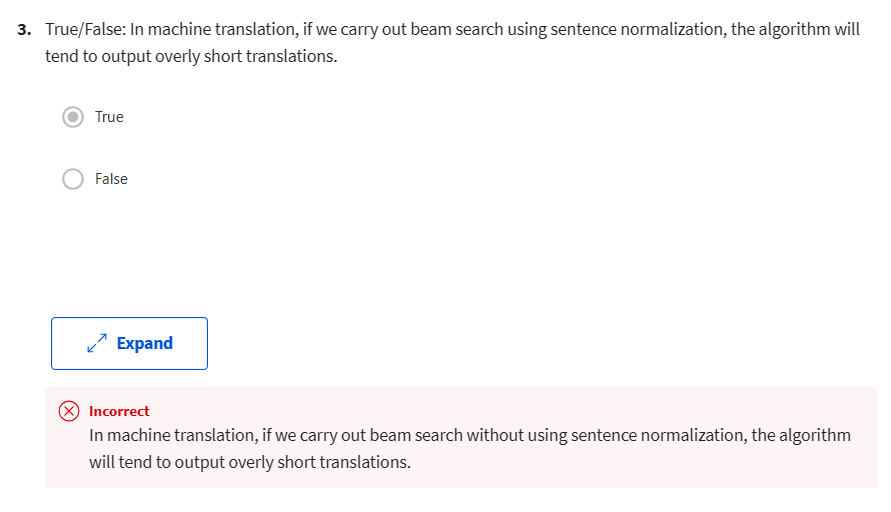 3. True/False: In machine translation, if we carry out beam search using sentence normalization, the algorithm will
tend to output overly short translations.
True
False
Expand
Incorrect
In machine translation, if we carry out beam search without using sentence normalization, the algorithm
will tend to output overly short translations.